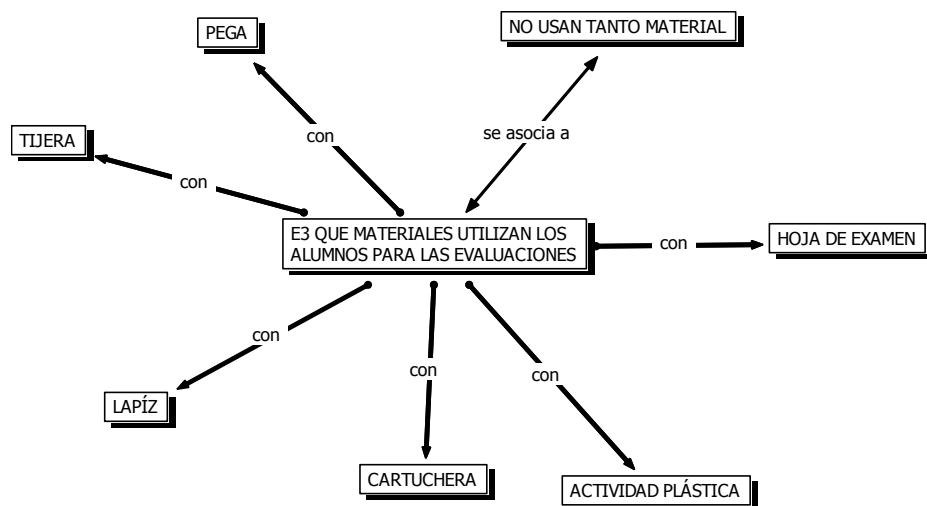 NO USAN TANTO MATERIAL
PEGA
se asocia a
con
TIJERA
con
E3 QUE MATERIALES UTILIZAN LOS
ALUMNOS PARA LAS EVALUACIONES
con
HOJA DE EXAMEN
con
con
con
LAPÍZ
CARTUCHERA
ACTIVIDAD PLÁSTICA